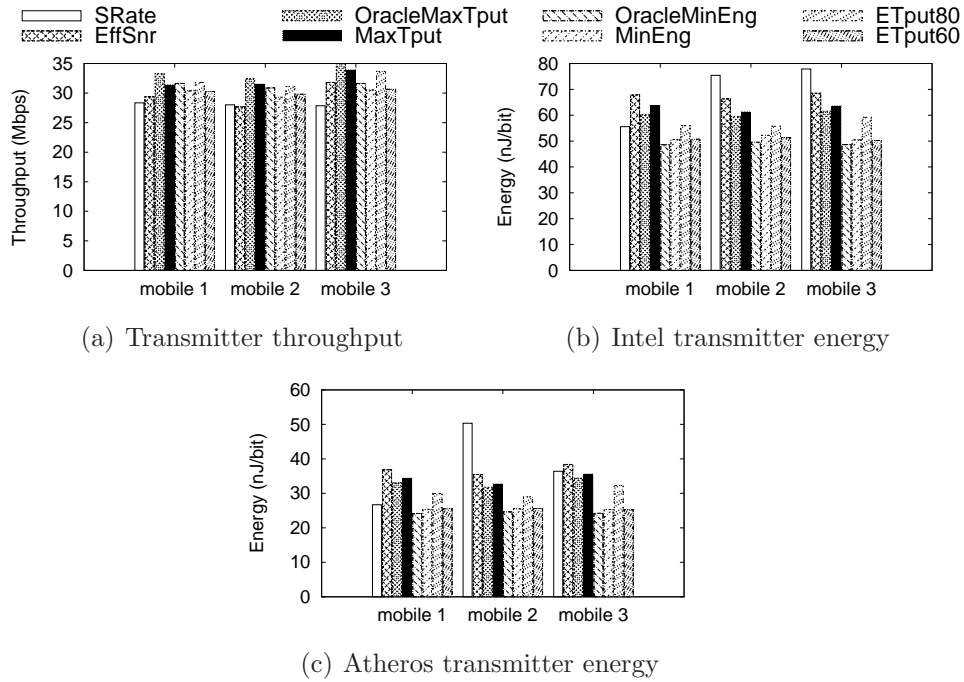 SRate OracleMaxTput OracleMinEng ETput80
EffSnr MaxTput MinEng ETput60
Throughput (Mbps)
35
30
25
20
15
10
5
0
mobile 1 mobile 2 mobile 3
(a) Transmitter throughput
Energy (nJ/bit)
80
70
60
50
40
30
20
10
0
mobile 1 mobile 2 mobile 3
(b) Intel transmitter energy
Energy (nJ/bit)
60
50
40
30
20
10
0
mobile 1 mobile 2 mobile 3
(c) Atheros transmitter energy